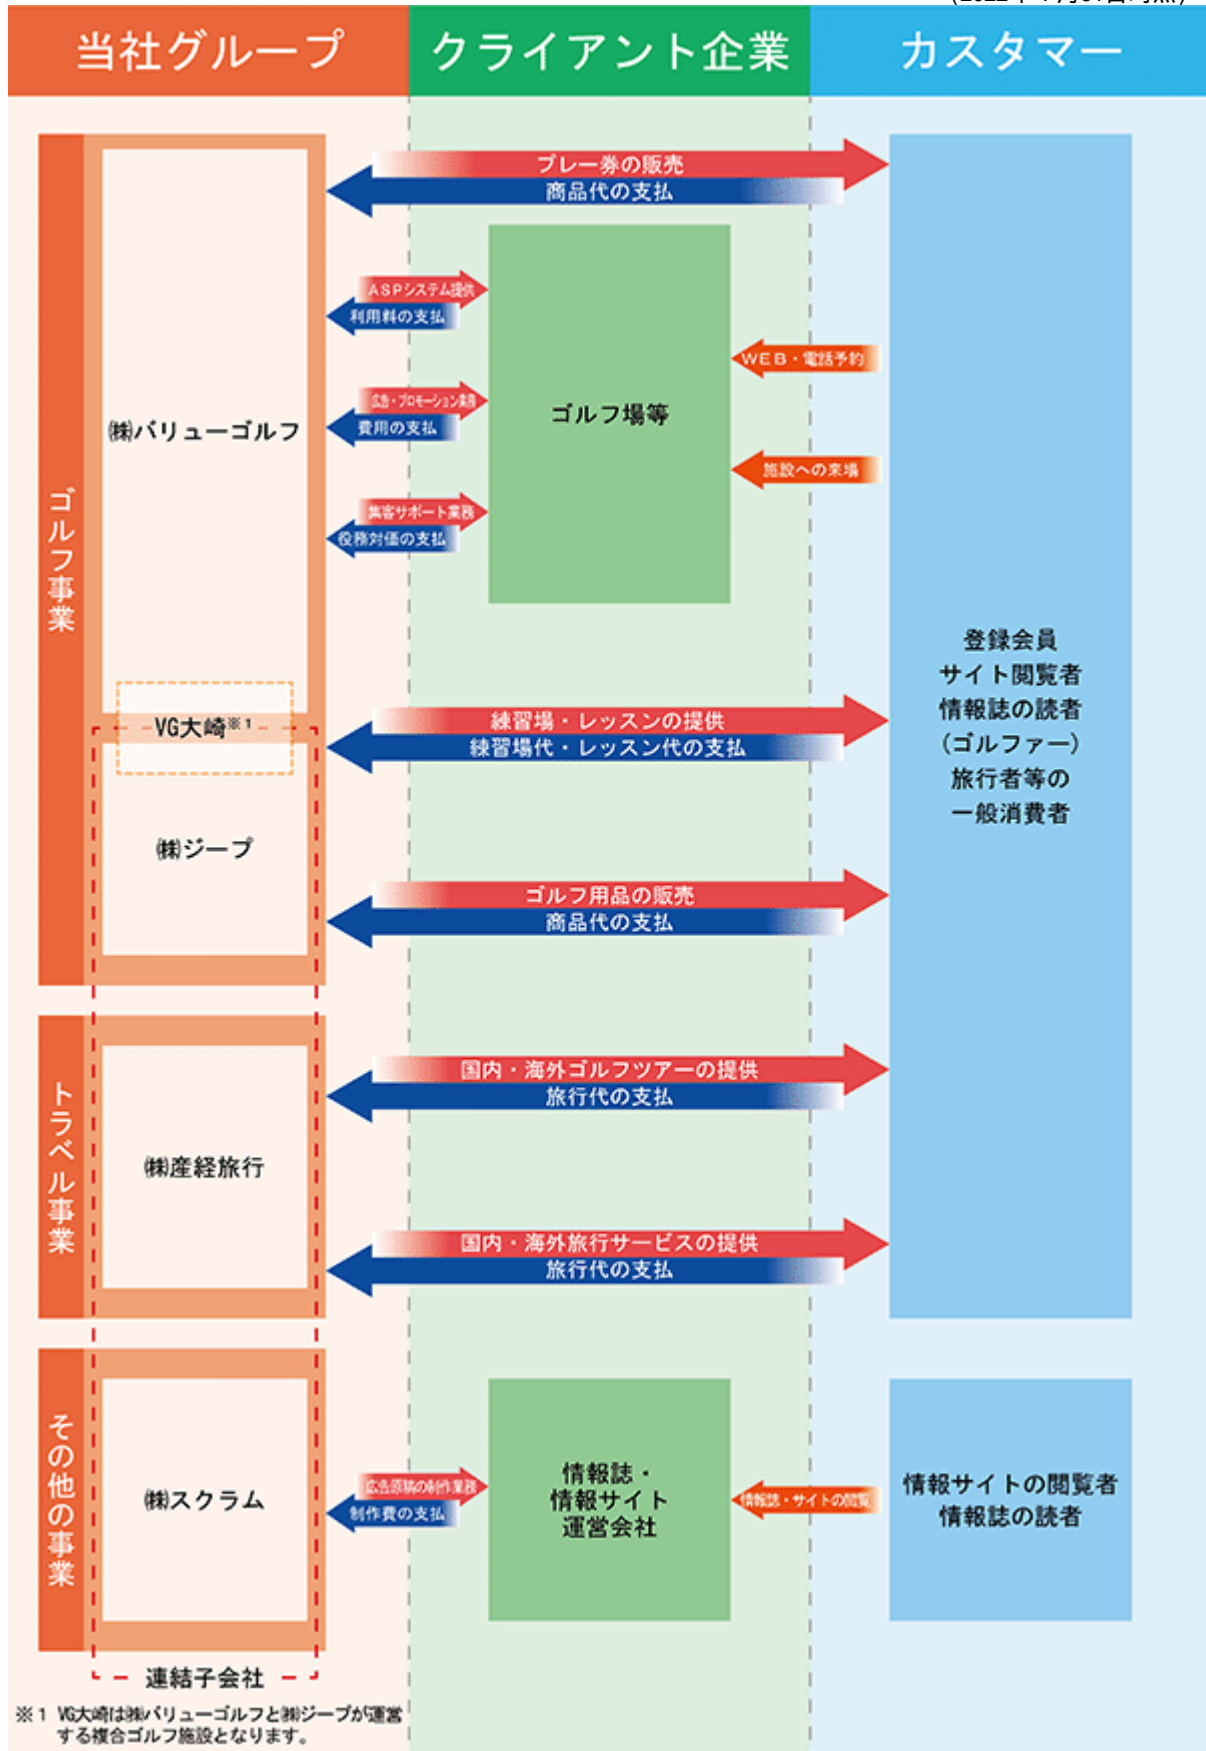 当社グループ
クライアント企業
カスタマー
ゴルフ事業
㈱バリューゴルフ
プレー券の販売
商品代の支払
ASPシステム提供
利用料の支払
広告・プロモーション業務
費用の支払
集客サポート業務
役務対価の支払
ゴルフ場等
WEB・電話予約
施設への来場
VG大崎※1
練習場・レッスンの提供
練習場代・レッスン代の支払
㈱ジープ
ゴルフ用品の販売
商品代の支払
登録会員
サイト閲覧者
情報誌の読者
(ゴルファー)
旅行者等の
一般消費者
トラベル事業
㈱産経旅行
国内・海外ゴルフツアーの提供
旅行代の支払
国内・海外旅行サービスの提供
旅行代の支払
その他の事業
㈱スクラム
広告原稿の制作業務
制作費の支払
情報誌・
情報サイト
運営会社
情報誌・サイトの閲覧
情報サイトの閲覧者
情報誌の読者
連結子会社
※1 VG大崎は㈱バリューゴルフと㈱ジープが運営
する複合ゴルフ施設となります。